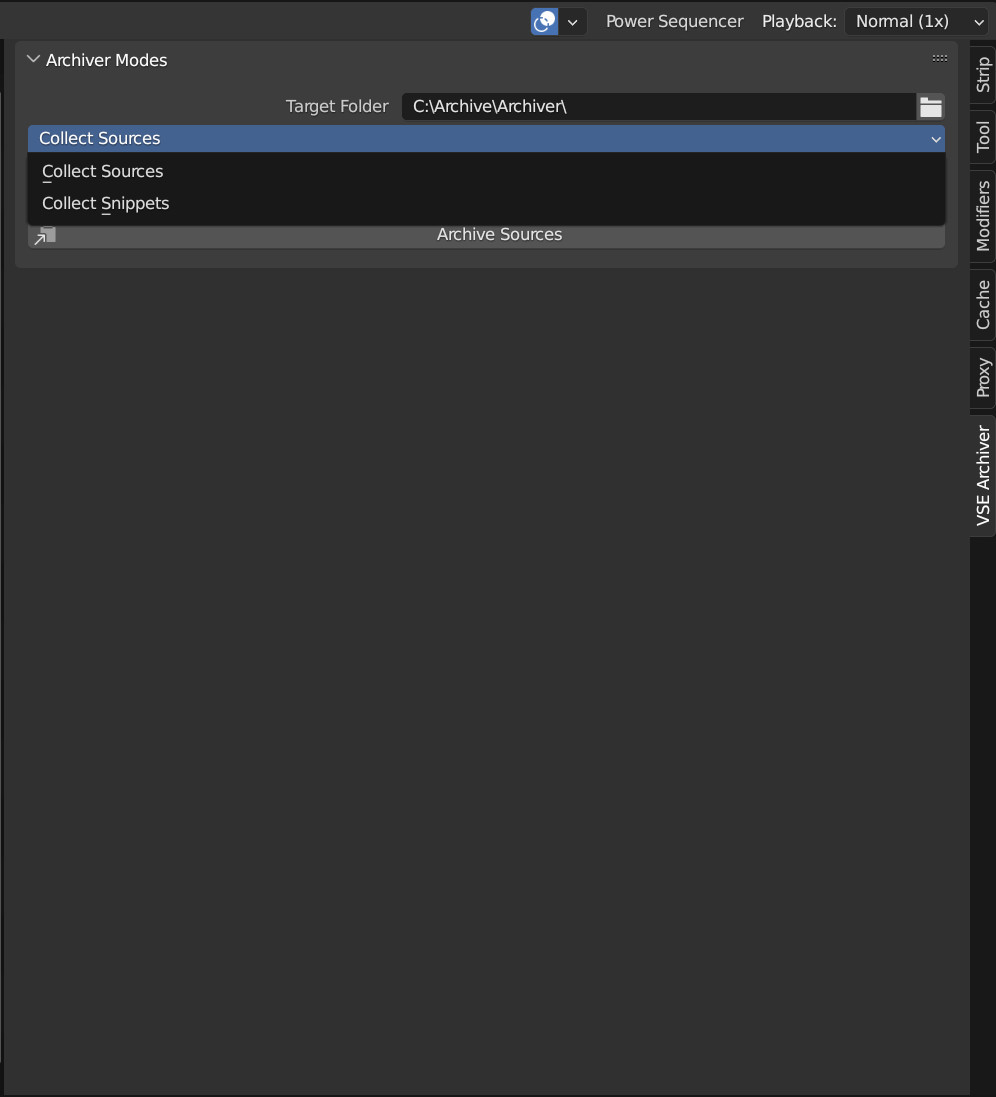 Power Sequencer Playback: Normal (1x)
Archiver Modes
Target Folder C:\Archive\Archiver\
Collect Sources
Collect Sources
Collect Snippets
Archive Sources
Strip
Tool
Modifiers
Cache
Proxy
VSE Archiver